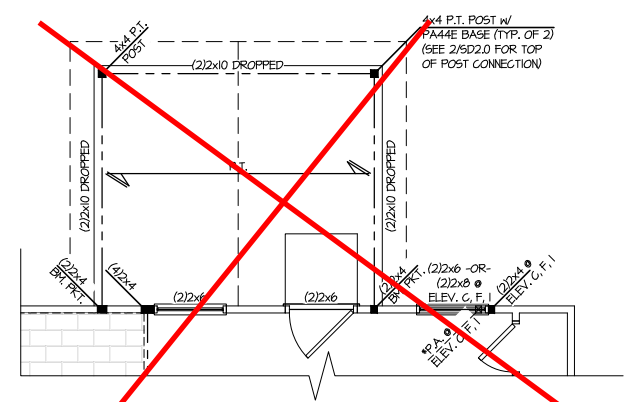 4x4 P.T.
POST
4x4 P.T. POST W/
PA44E BASE (TYP. OF 2)
(SEE 2/SD2.0 FOR TOP
OF POST CONNECTION)
(2)2x10 DROPPED
(2)2x10 DROPPED
P.T.
(2)2x10 DROPPED
(2)2x4
BM. PKT.
(4)2x4
(2)2x6
(2)2x6
(2)2x4
BM. PKT.
(2)2x6 -OR-
(2)2x8 @
ELEV. C, F, I
(2)2x4 @
ELEV. C, F, I
*P.A. @
ELEV. C, F, I